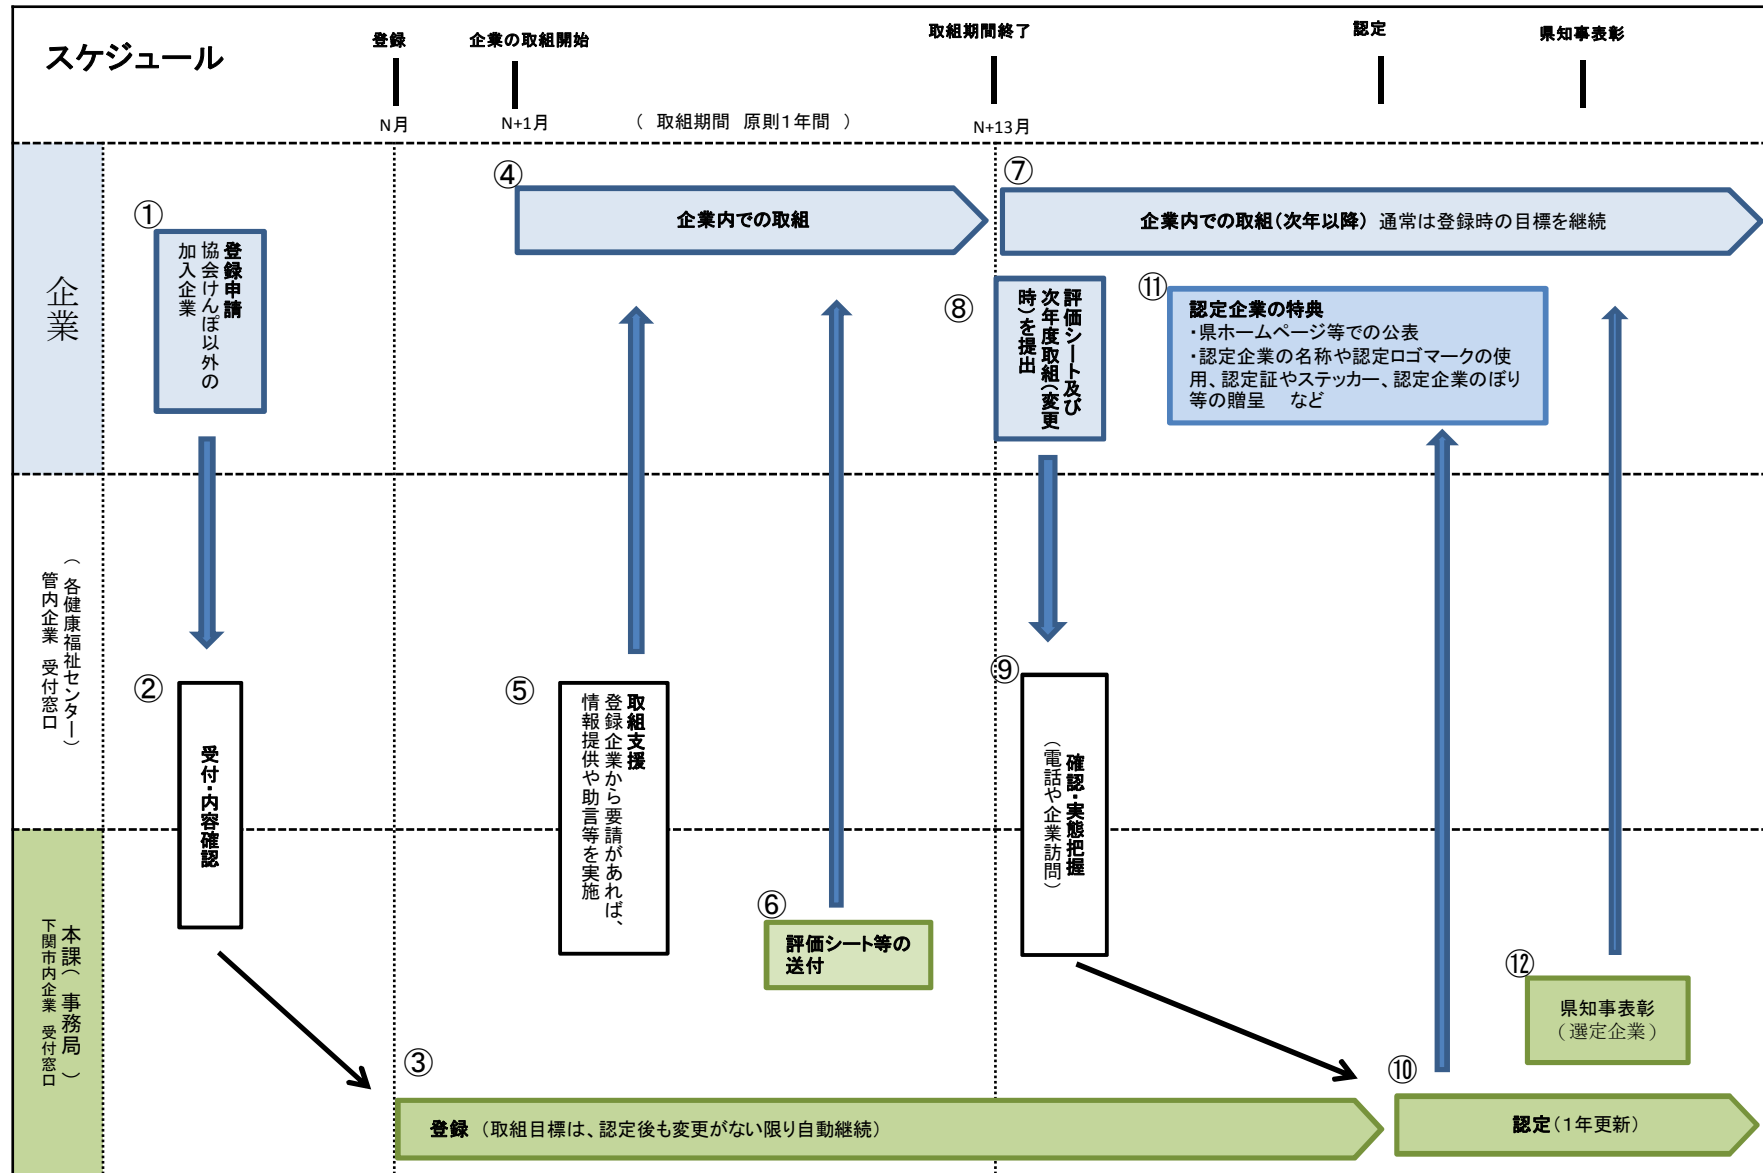 スケジュール
登録
企業の取組開始
取組期間終了
認定
県知事表彰
N月
N+1月
（　取組期間　原則１年間　）
N+13月
企業
①
登録申請
協会けんぽ以外の
加入企業
④
企業内での取組
⑦
企業内での取組（次年以降）　通常は登録時の目標を継続
⑧
評価シート及び
次年度取組（変更
時）を提出
⑪
認定企業の特典
・県ホームページ等での公表
・認定企業の名称や認定ロゴマークの使
用、認定証やステッカー、認定企業のぼり
等の贈呈　など
（各健康福祉センター）
管内企業　受付窓口
②
受付・内容確認
⑤
取組支援
登録企業から要請があれば、
情報提供や助言等を実施
⑨
確認・実態把握
（電話や企業訪問）
本課（事務局）
下関市内企業　受付窓口
⑥
評価シート等の
送付
⑫
県知事表彰
（選定企業）
③
登録　（取組目標は、認定後も変更がない限り自動継続）
⑩
認定（１年更新）